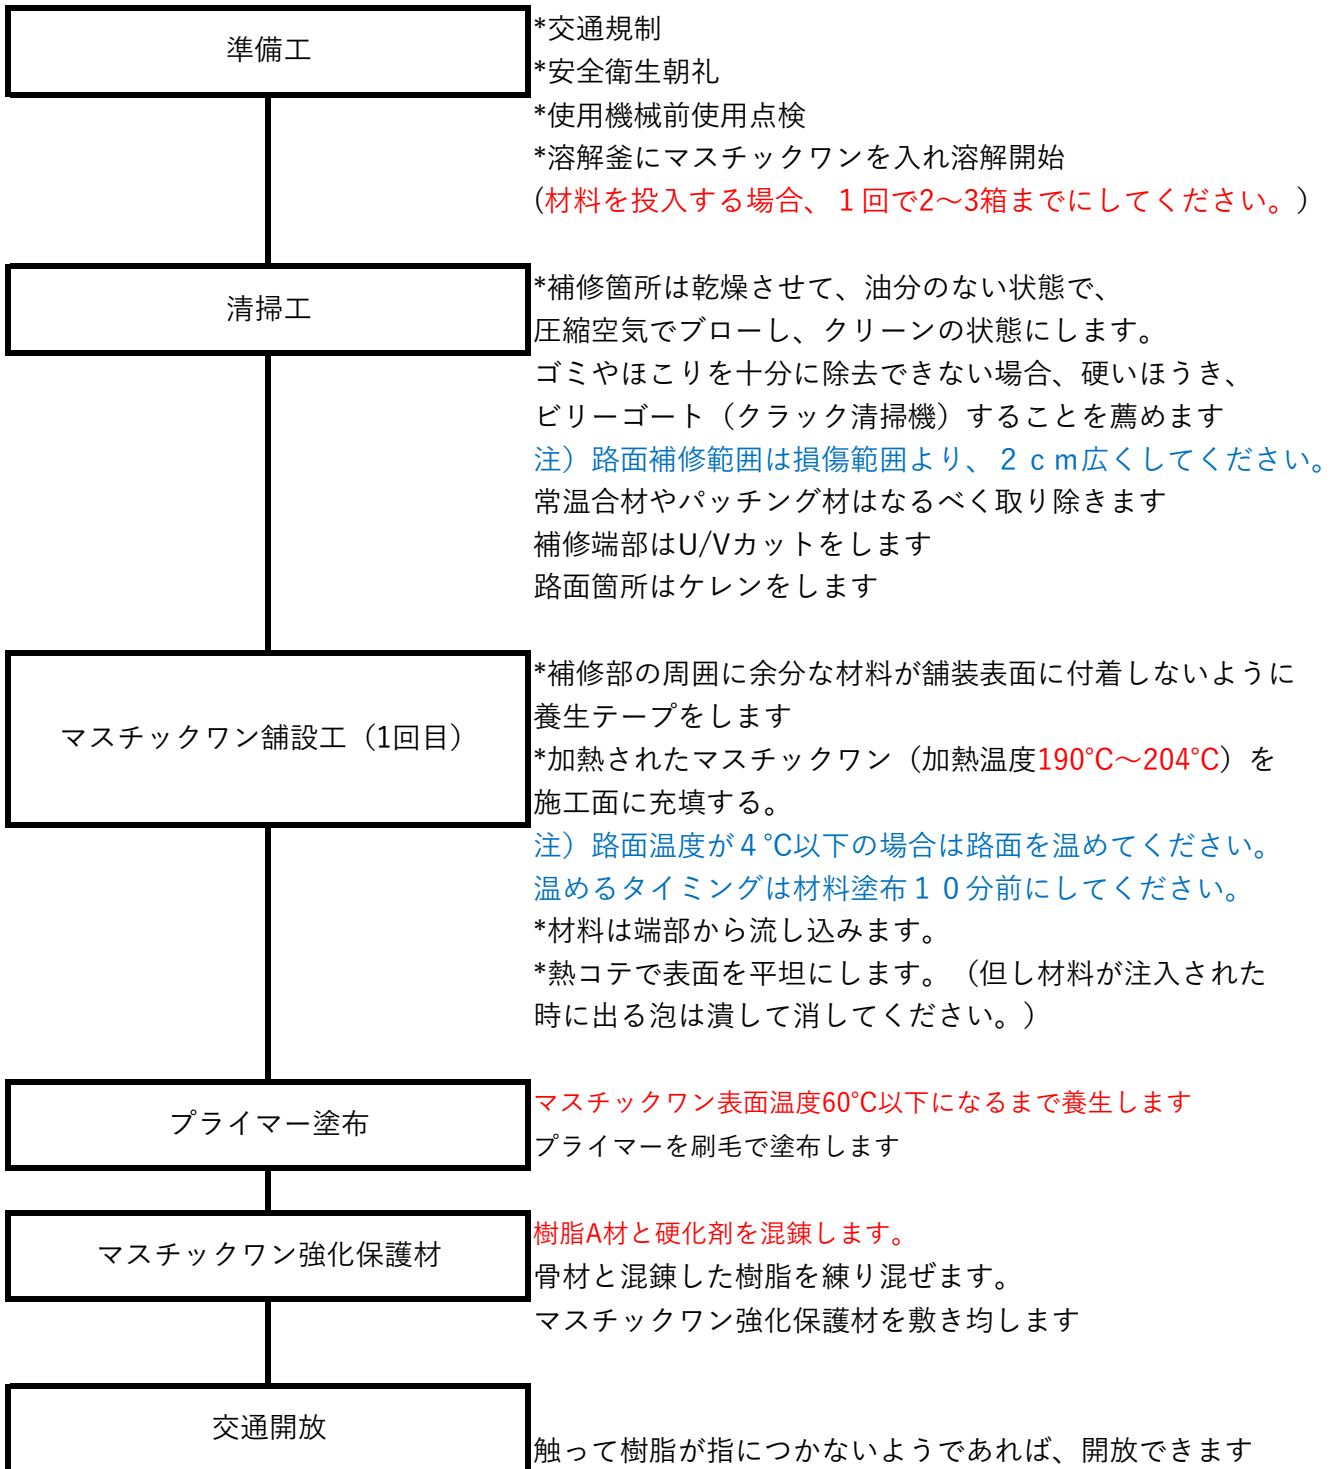 準備工
*交通規制
*安全衛生朝礼
*使用機械前使用点検
*溶解釜にマスチックワンを入れ溶解開始
(材料を投入する場合、１回で2～3箱までにしてください。）
清掃工
*補修箇所は乾燥させて、油分のない状態で、
圧縮空気でブローし、クリーンの状態にします。
ゴミやほこりを十分に除去できない場合、硬いほうき、
ビリーゴート（クラック清掃機）することを薦めます
注）路面補修範囲は損傷範囲より、２ｃｍ広くしてください。
常温合材やパッチング材はなるべく取り除きます
補修端部はU/Vカットをします
路面箇所はケレンをします
マスチックワン舗設工（1回目）
*補修部の周囲に余分な材料が舗装表面に付着しないように
養生テープをします
*加熱されたマスチックワン（加熱温度190℃～204℃）を
施工面に充填する。
注）路面温度が４℃以下の場合は路面を温めてください。
温めるタイミングは材料塗布１０分前にしてください。
*材料は端部から流し込みます。
*熱コテで表面を平坦にします。（但し材料が注入された
時に出る泡は潰して消してください。）
プライマー塗布
マスチックワン表面温度60℃以下になるまで養生します
プライマーを刷毛で塗布します
マスチックワン強化保護材
樹脂A材と硬化剤を混錬します。
骨材と混錬した樹脂を練り混ぜます。
マスチックワン強化保護材を敷き均します
交通開放
触って樹脂が指につかないようであれば、開放できます